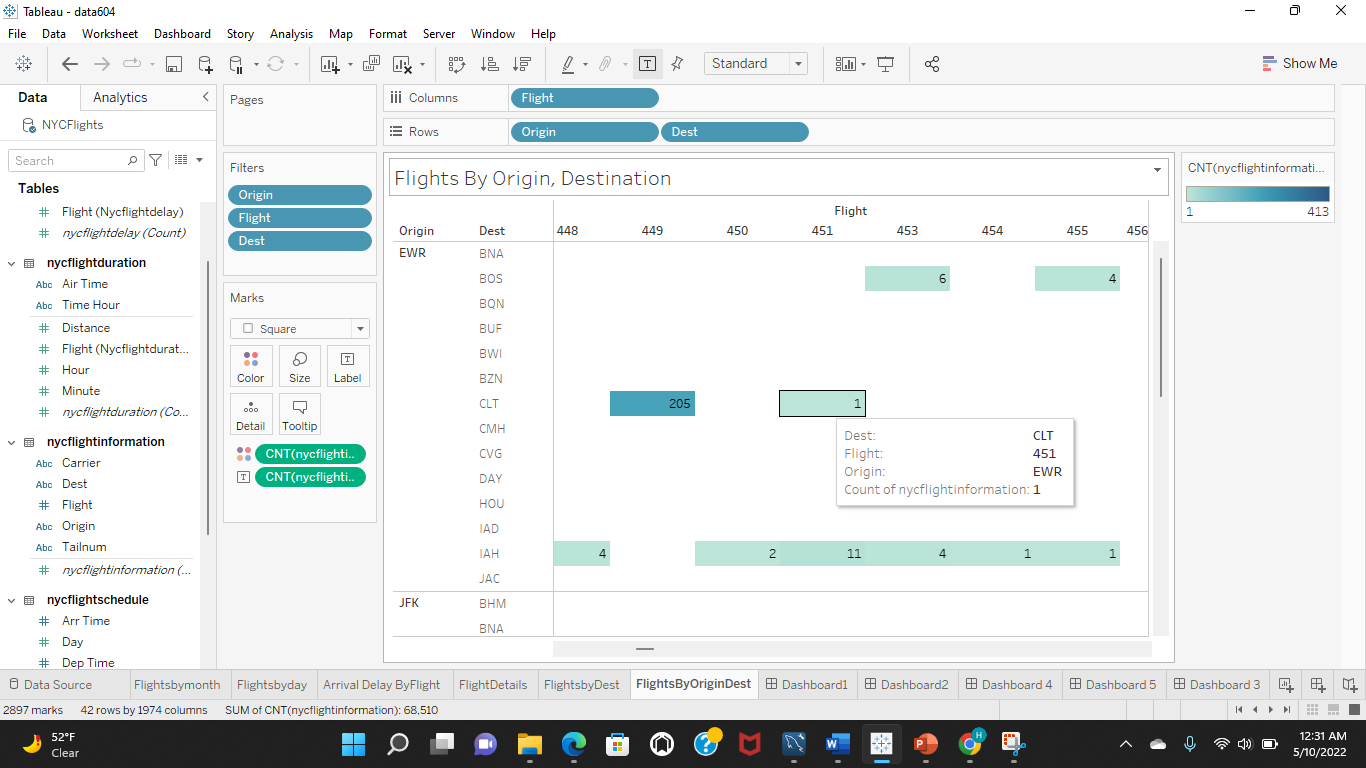 Tableau - data604
File Data Worksheet Dashboard Story Analysis Map Format Server Window Help
Standard
Show Me
Data Analytics
NYCFlights
Search
Tables
Flight (Nycflightdelay)
nycflightdelay (Count)
nycflightduration
Abc Air Time
Abc Time Hour
Distance
Flight (Nycflightdurat...
Hour
Minute
nycflightduration (Co...
nycflightinformation
Abc Carrier
Abc Dest
Flight
Abc Origin
Abc Tailnum
nycflightinformation (...
nycflightschedule
Arr Time
Day
Dep Time
Pages
Filters
Origin
Flight
Dest
Marks
Square
Color Size Label
Detail Tooltip
CNT(nycflighti..
CNT(nycflighti..
Columns Flight
Rows Origin Dest
Flights By Origin, Destination
Flight
Origin Dest 448 449 450 451 453 454 455 456
EWR BNA
BOS 6 4
BQN
BUF
BWI
BZN
CLT 205 1
CMH
CVG
DAY
HOU
IAD
IAH 4 2 11 4 1 1
JAC
JFK BHM
BNA
Dest: CLT
Flight: 451
Origin: EWR
Count of nycflightinformation: 1
CNT(nycflightinformati...
1 413
Data Source Flightsbymonth Flightsbyday Arrival Delay ByFlight FlightDetails FlightsbyDest FlightsByOriginDest Dashboard1 Dashboard2 Dashboard 4 Dashboard 5 Dashboard 3
2897 marks 42 rows by 1974 columns SUM of CNT(nycflightinformation): 68,510
52°F
Clear
12:31 AM
5/10/2022